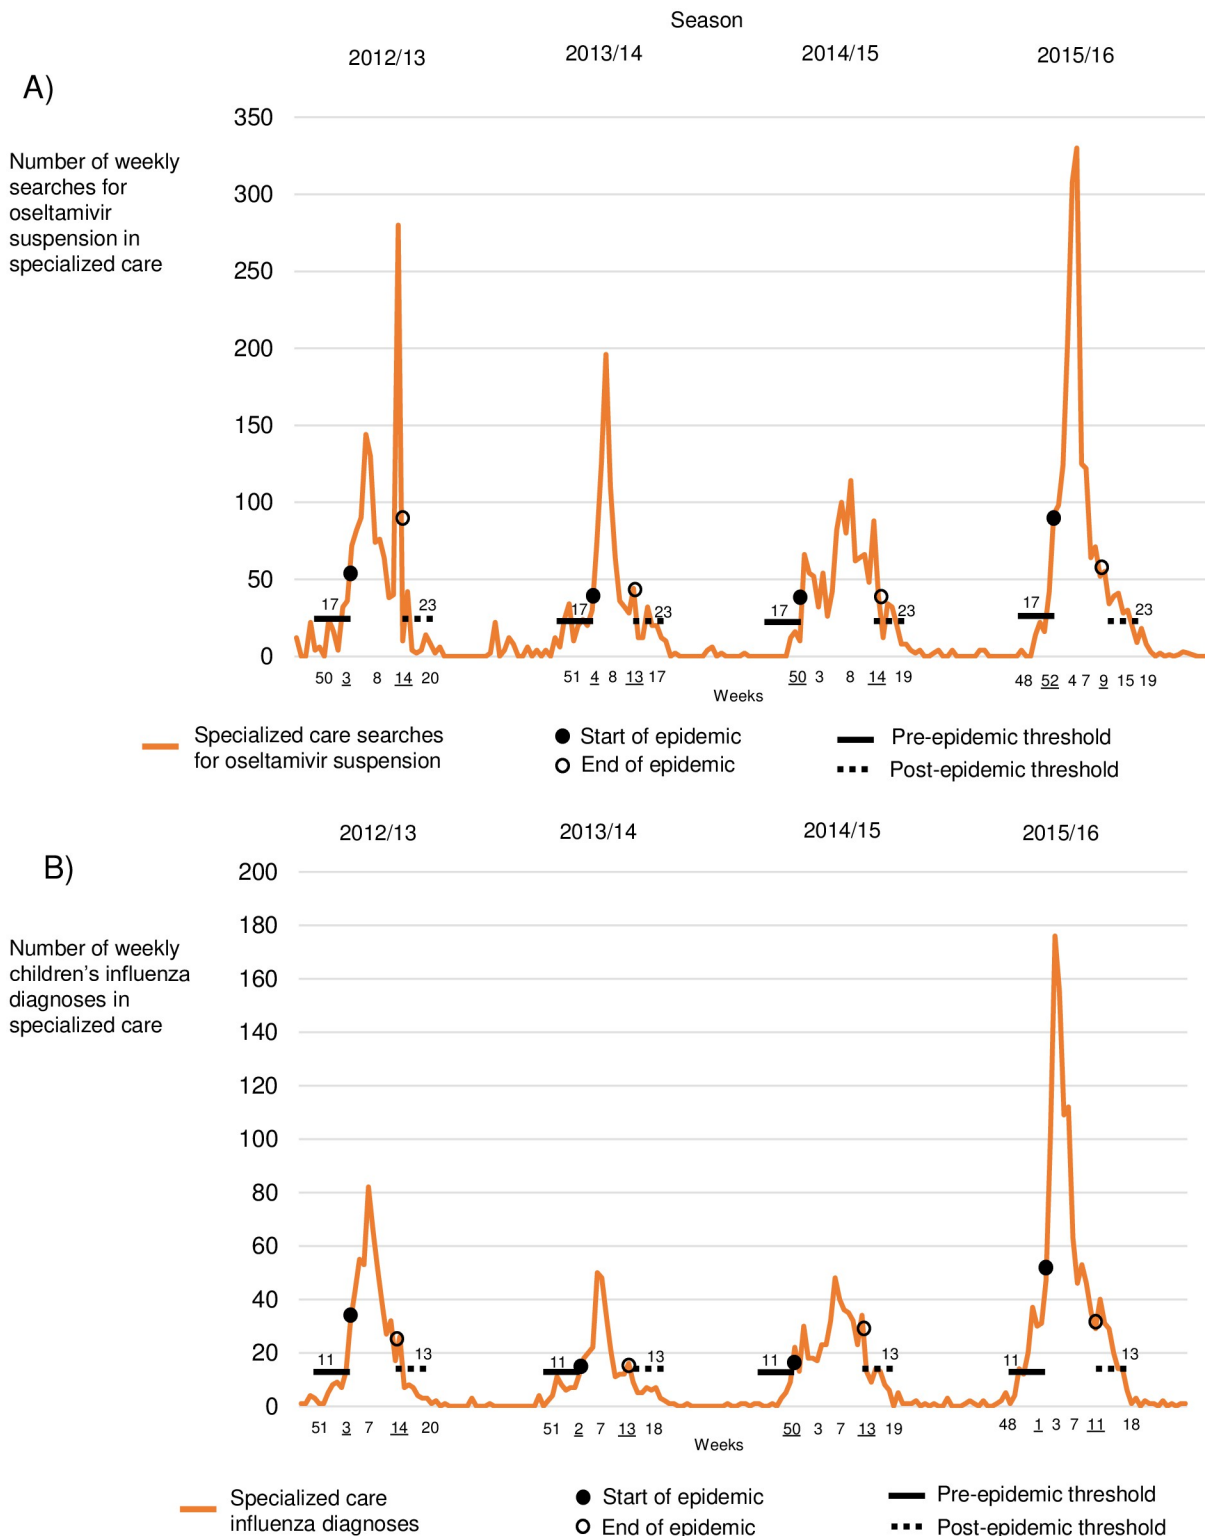 Season
2012/13 2013/14 2014/15 2015/16
A)
Number of weekly
searches for
oseltamivir
suspension in
specialized care
350
300
250
200
150
100
50
0
17 23 17 23 17 23 17 23
50 3 8 14 20 51 4 8 13 17 50 3 8 14 19 48 52 4 7 9 15 19
Weeks
Specialized care searches
for oseltamivir suspension
Start of epidemic
End of epidemic
Pre-epidemic threshold
Post-epidemic threshold
2012/13 2013/14 2014/15 2015/16
B)
Number of weekly
children's influenza
diagnoses in
specialized care
200
180
160
140
120
100
80
60
40
20
0
11 13 11 13 11 13 11 13
51 3 7 14 20 51 2 7 13 18 50 3 7 13 19 48 1 3 7 11 18
Weeks
Specialized care
influenza diagnoses
Start of epidemic
End of epidemic
Pre-epidemic threshold
Post-epidemic threshold